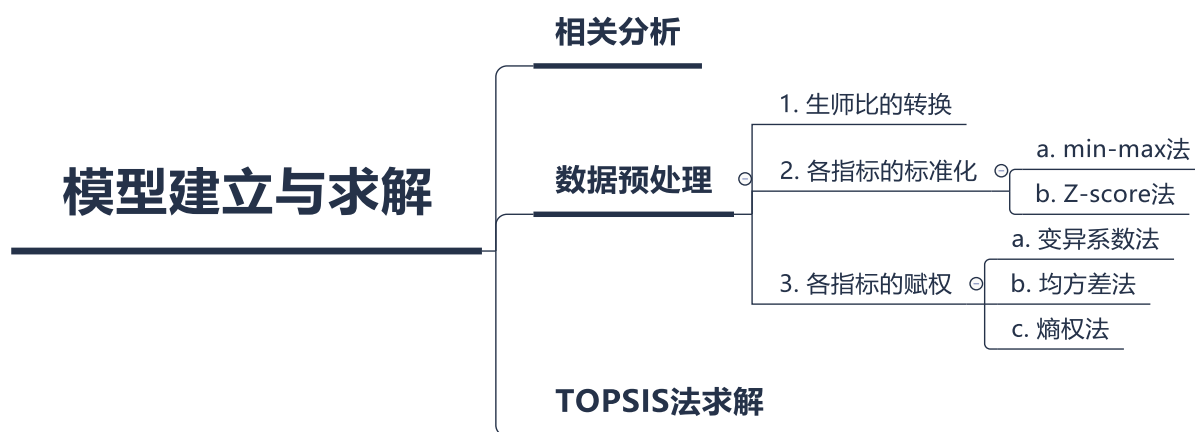 模型建立与求解
相关分析
数据预处理
1. 生师比的转换
2. 各指标的标准化
a. min-max法
b. Z-score法
3. 各指标的赋权
a. 变异系数法
b. 均方差法
c. 熵权法
TOPSIS法求解